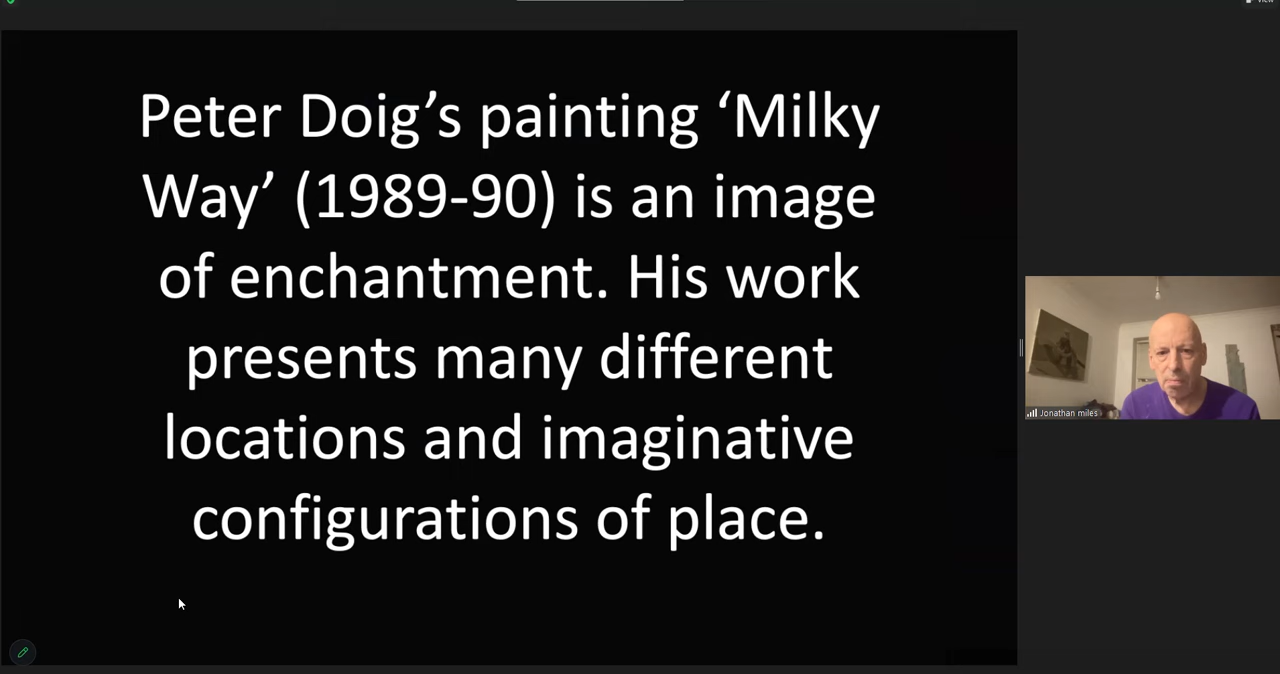 Peter Doig’s painting ‘Milky
Way’ (1989-90) is an image
of enchantment. His work
presents many different
locations and imaginative
configurations of place.
Jonathan miles